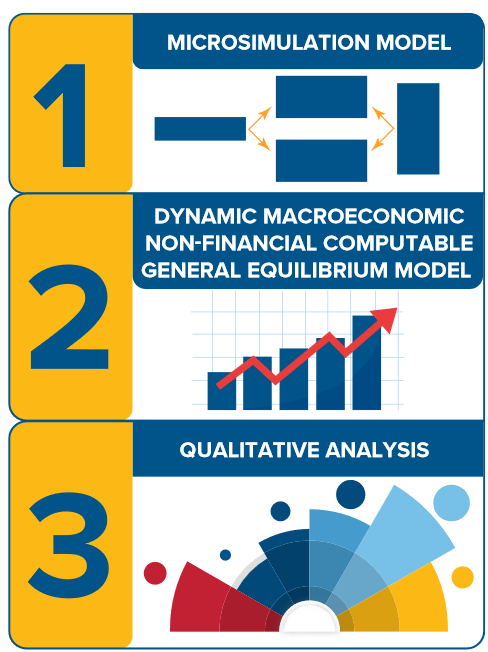 1
MICROSIMULATION MODEL
2
DYNAMIC MACROECONOMIC
NON-FINANCIAL COMPUTABLE
GENERAL EQUILIBRIUM MODEL
3
QUALITATIVE ANALYSIS